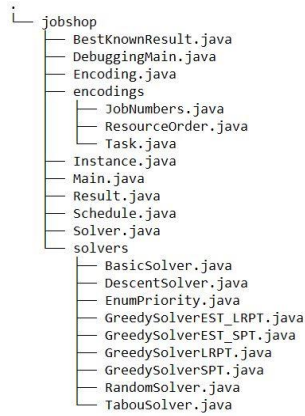 .
└── jobshop
    ├── BestKnownResult.java
    ├── DebuggingMain.java
    ├── Encoding.java
    ├── encodings
    │   ├── JobNumbers.java
    │   ├── ResourceOrder.java
    │   └── Task.java
    ├── Instance.java
    ├── Main.java
    ├── Result.java
    ├── Schedule.java
    ├── Solver.java
    └── solvers
        ├── BasicSolver.java
        ├── DescentSolver.java
        ├── EnumPriority.java
        ├── GreedySolverEST_LRPT.java
        ├── GreedySolverEST_SPT.java
        ├── GreedySolverLRPT.java
        ├── GreedySolverSPT.java
        ├── RandomSolver.java
        └── TabouSolver.java